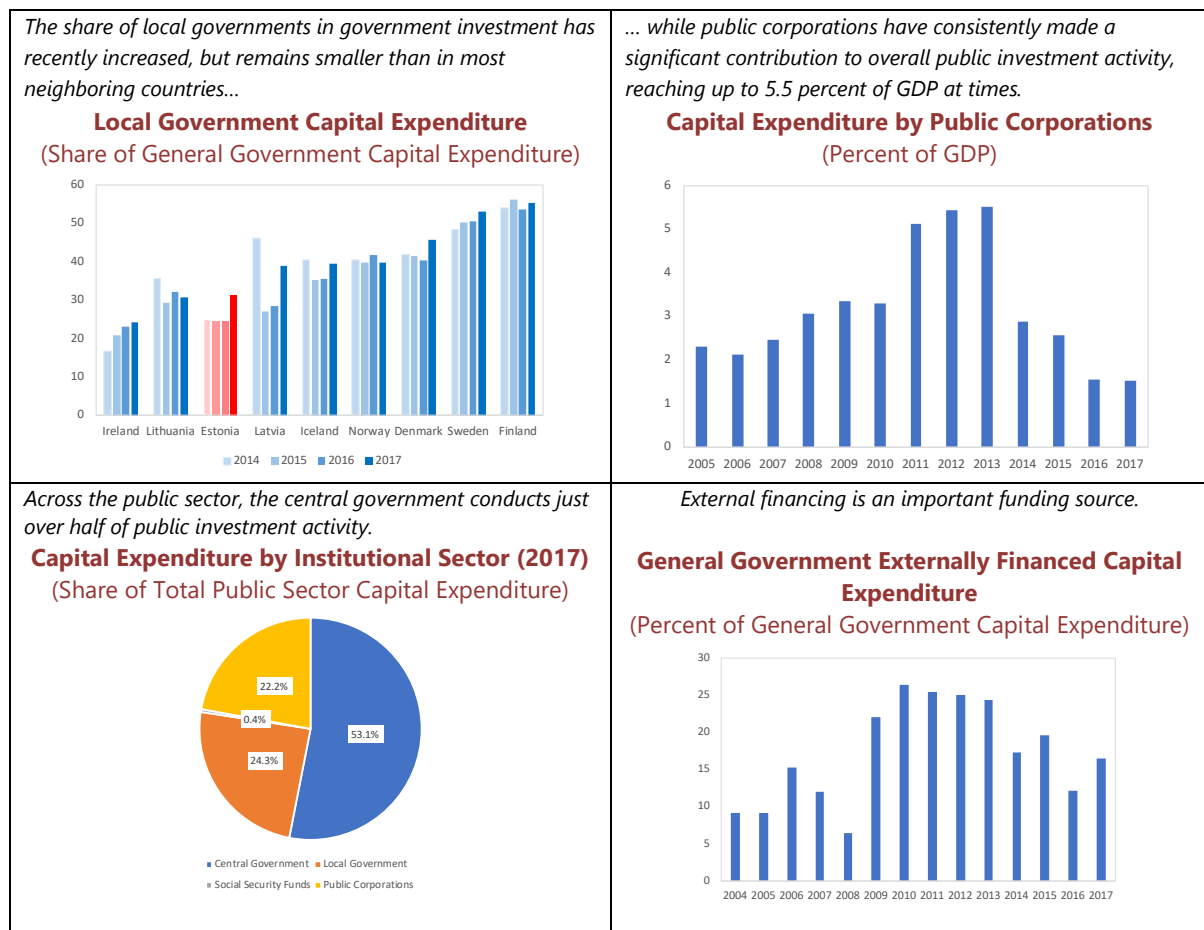 The share of local governments in government investment has
recently increased, but remains smaller than in most
neighboring countries…
Local Government Capital Expenditure
(Share of General Government Capital Expenditure)
60
50
40
30
20
10
0
Ireland Lithuania Estonia Latvia Iceland Norway Denmark Sweden Finland
2014 2015 2016 2017
… while public corporations have consistently made a
significant contribution to overall public investment activity,
reaching up to 5.5 percent of GDP at times.
Capital Expenditure by Public Corporations
(Percent of GDP)
6
5
4
3
2
1
0
2005 2006 2007 2008 2009 2010 2011 2012 2013 2014 2015 2016 2017
Across the public sector, the central government conducts just
over half of public investment activity.
Capital Expenditure by Institutional Sector (2017)
(Share of Total Public Sector Capital Expenditure)
22.2%
0.4%
53.1%
24.3%
Central Government Local Government
Social Security Funds Public Corporations
External financing is an important funding source.
General Government Externally Financed Capital
Expenditure
(Percent of General Government Capital Expenditure)
30
25
20
15
10
5
0
2004 2005 2006 2007 2008 2009 2010 2011 2012 2013 2014 2015 2016 2017